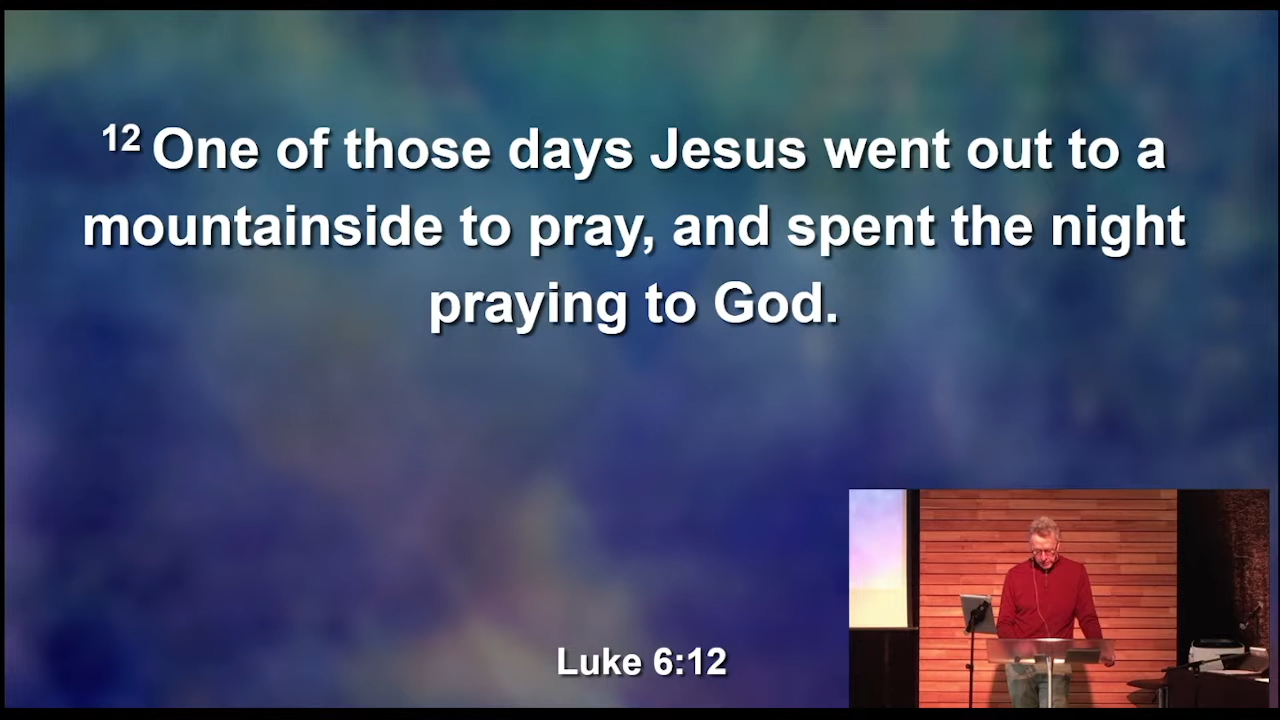 12 One of those days Jesus went out to a
mountainside to pray, and spent the night
praying to God.
Luke 6:12